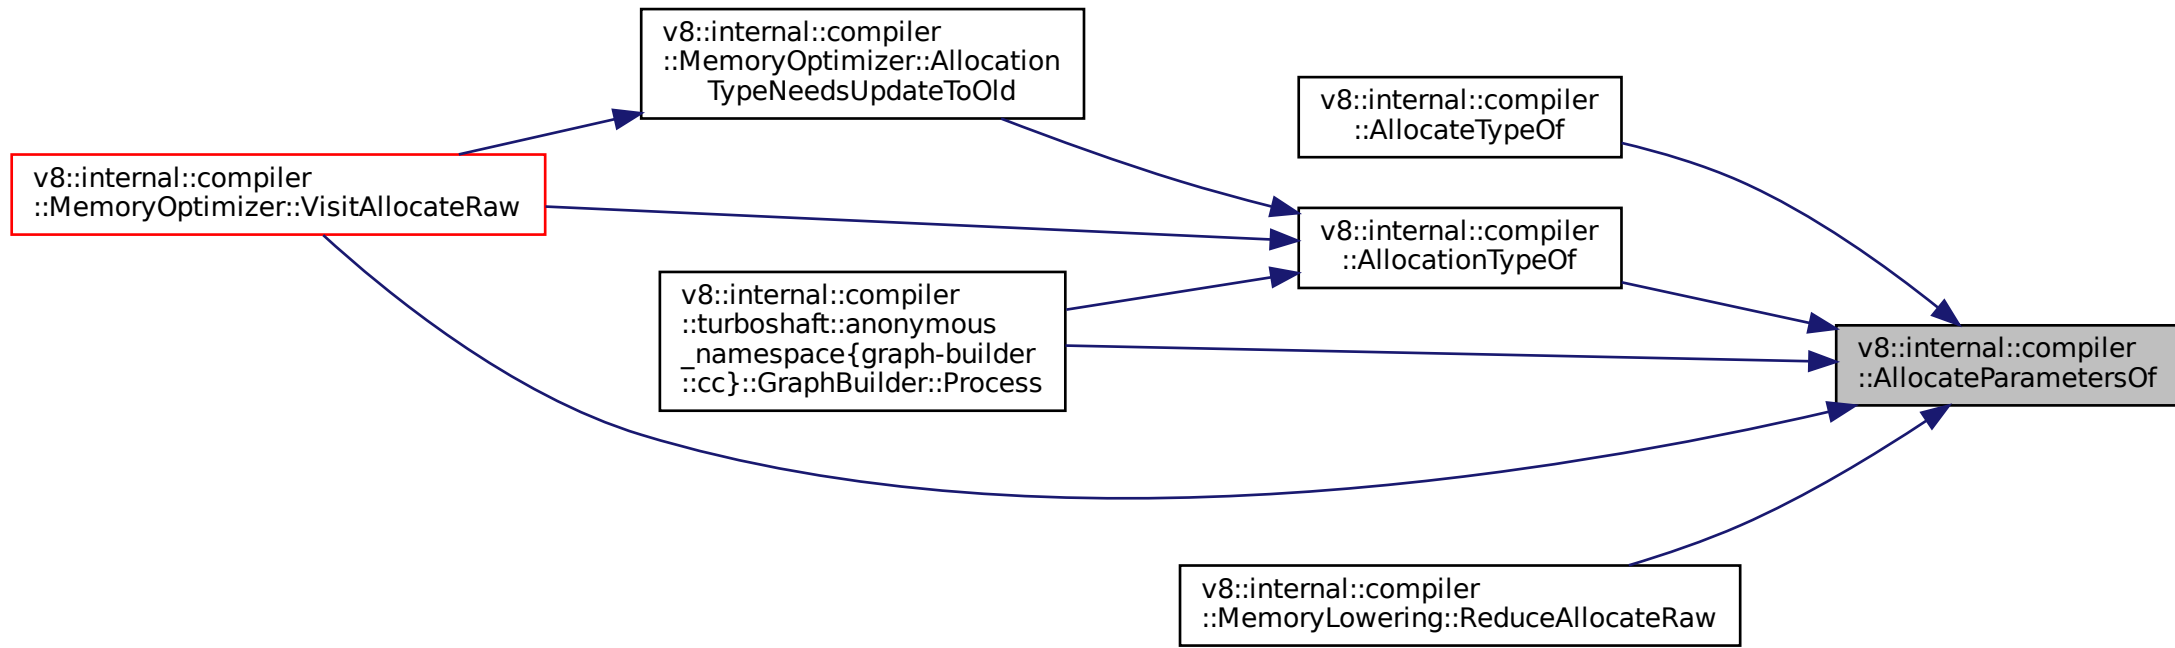 v8::internal::compiler
::MemoryOptimizer::Allocation
TypeNeedsUpdateToOld
v8::internal::compiler
::AllocateTypeOf
v8::internal::compiler
::MemoryOptimizer::VisitAllocateRaw
v8::internal::compiler
::AllocationTypeOf
v8::internal::compiler
::turboshaft::anonymous
_namespace{graph-builder
::cc}::GraphBuilder::Process
v8::internal::compiler
::AllocateParametersOf
v8::internal::compiler
::MemoryLowering::ReduceAllocateRaw